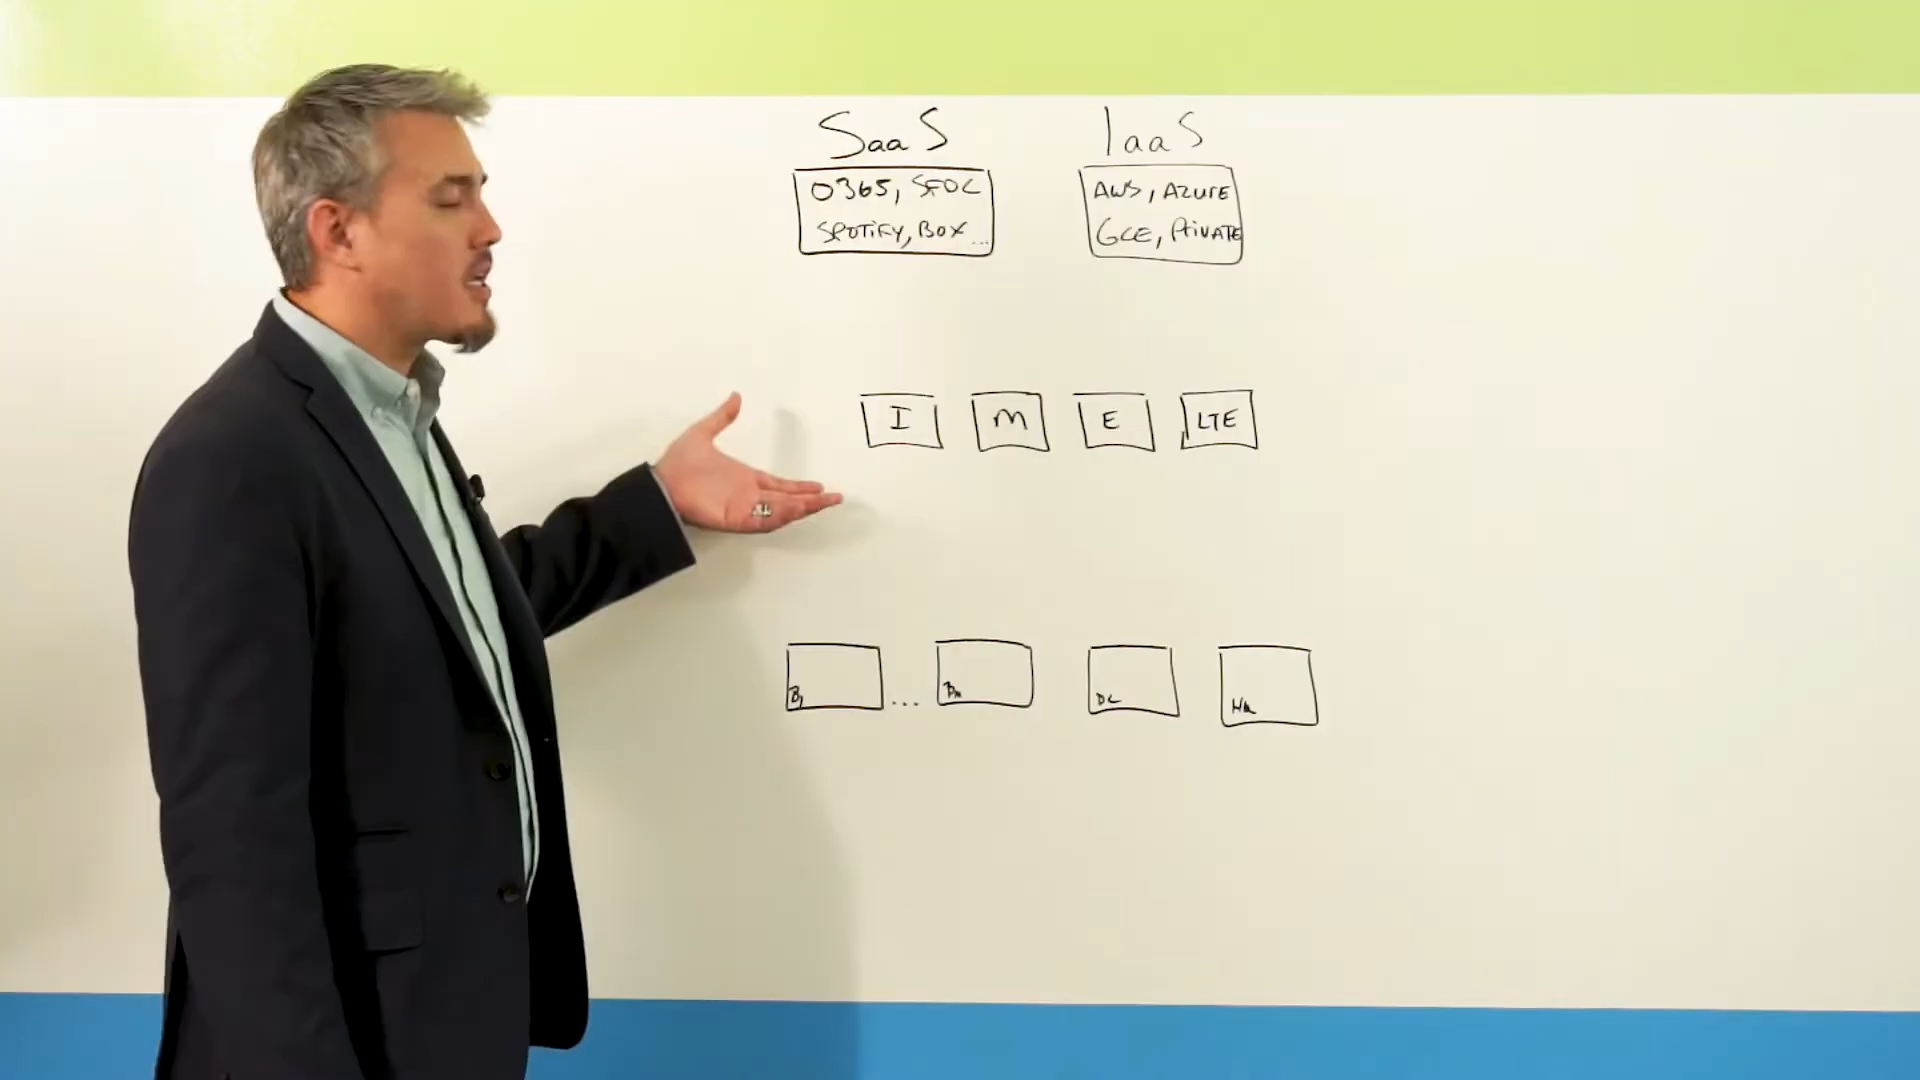 SaaS
IaaS
O365, SFDC
SPOTIFY, BOX...
AWS, AZURE
GCE, PRiVATE
I
M
E
LTE
B1
...
Bn
DC
HQ